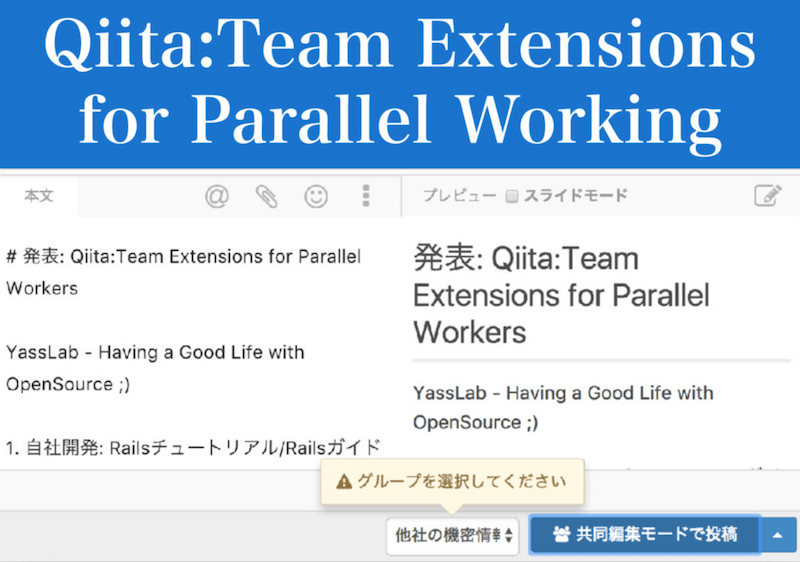 Qiita:Team Extensions
for Parallel Working
本文
プレビュー スライドモード
# 発表: Qiita:Team Extensions for Parallel
Workers
YassLab - Having a Good Life with
OpenSource ;)
1. 自社開発: Railsチュートリアル/Railsガイド
発表: Qiita:Team
Extensions for Parallel
Workers
YassLab - Having a Good Life with
OpenSource ;)
グループを選択してください
他社の機密情
共同編集モードで投稿